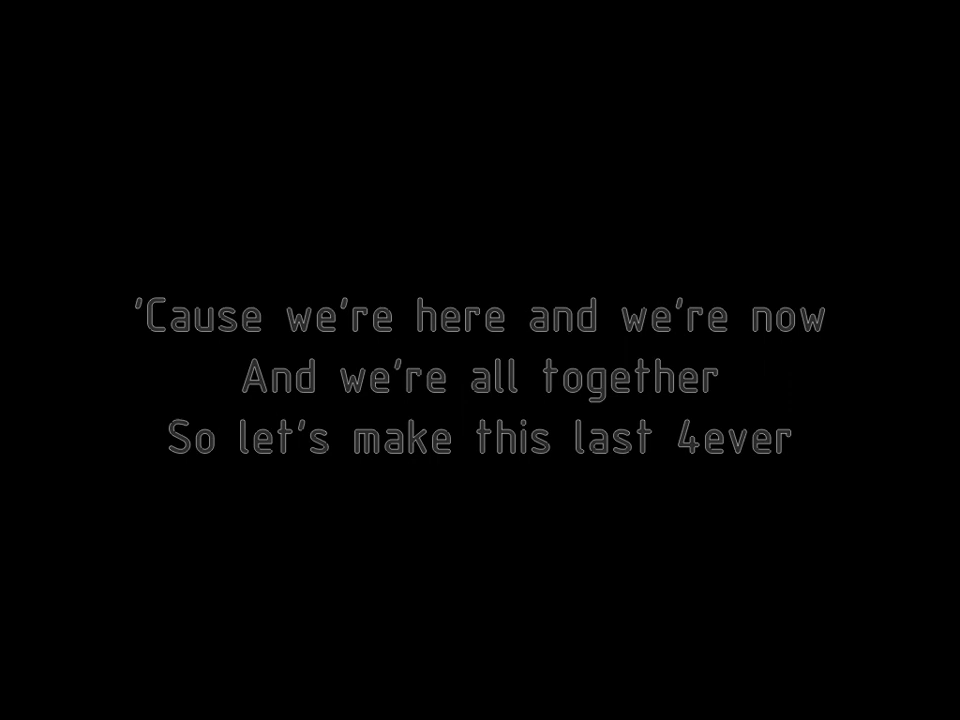 'Cause we're here and we're now
And we're all together
So let's make this last 4ever